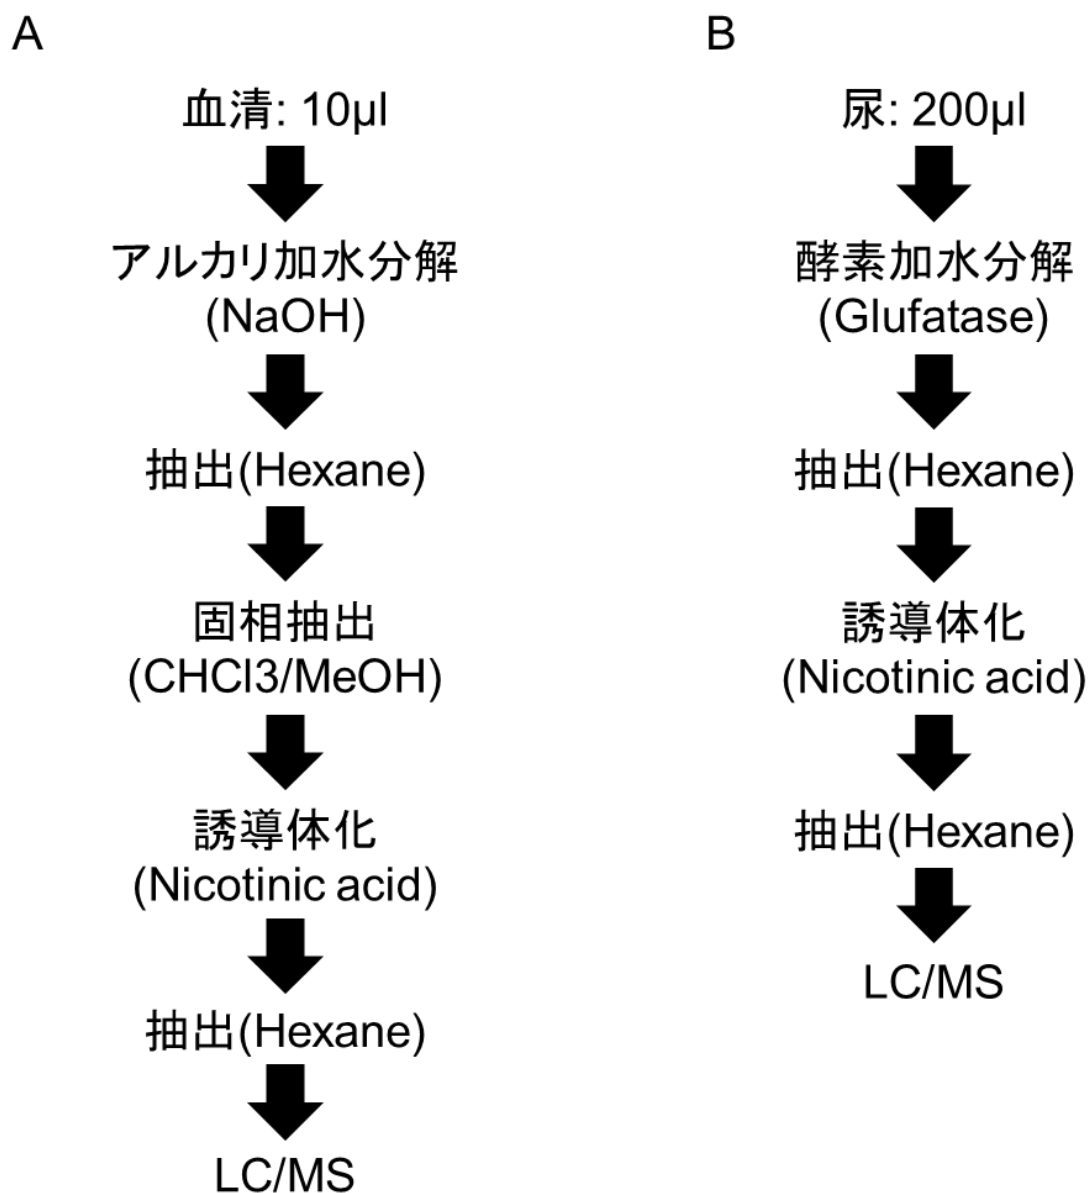 A
血清: 10µl
アルカリ加水分解
(NaOH)
抽出(Hexane)
固相抽出
(CHCl3/MeOH)
誘導体化
(Nicotinic acid)
抽出(Hexane)
LC/MS
B
尿: 200µl
酵素加水分解
(Glufatase)
抽出(Hexane)
誘導体化
(Nicotinic acid)
抽出(Hexane)
LC/MS